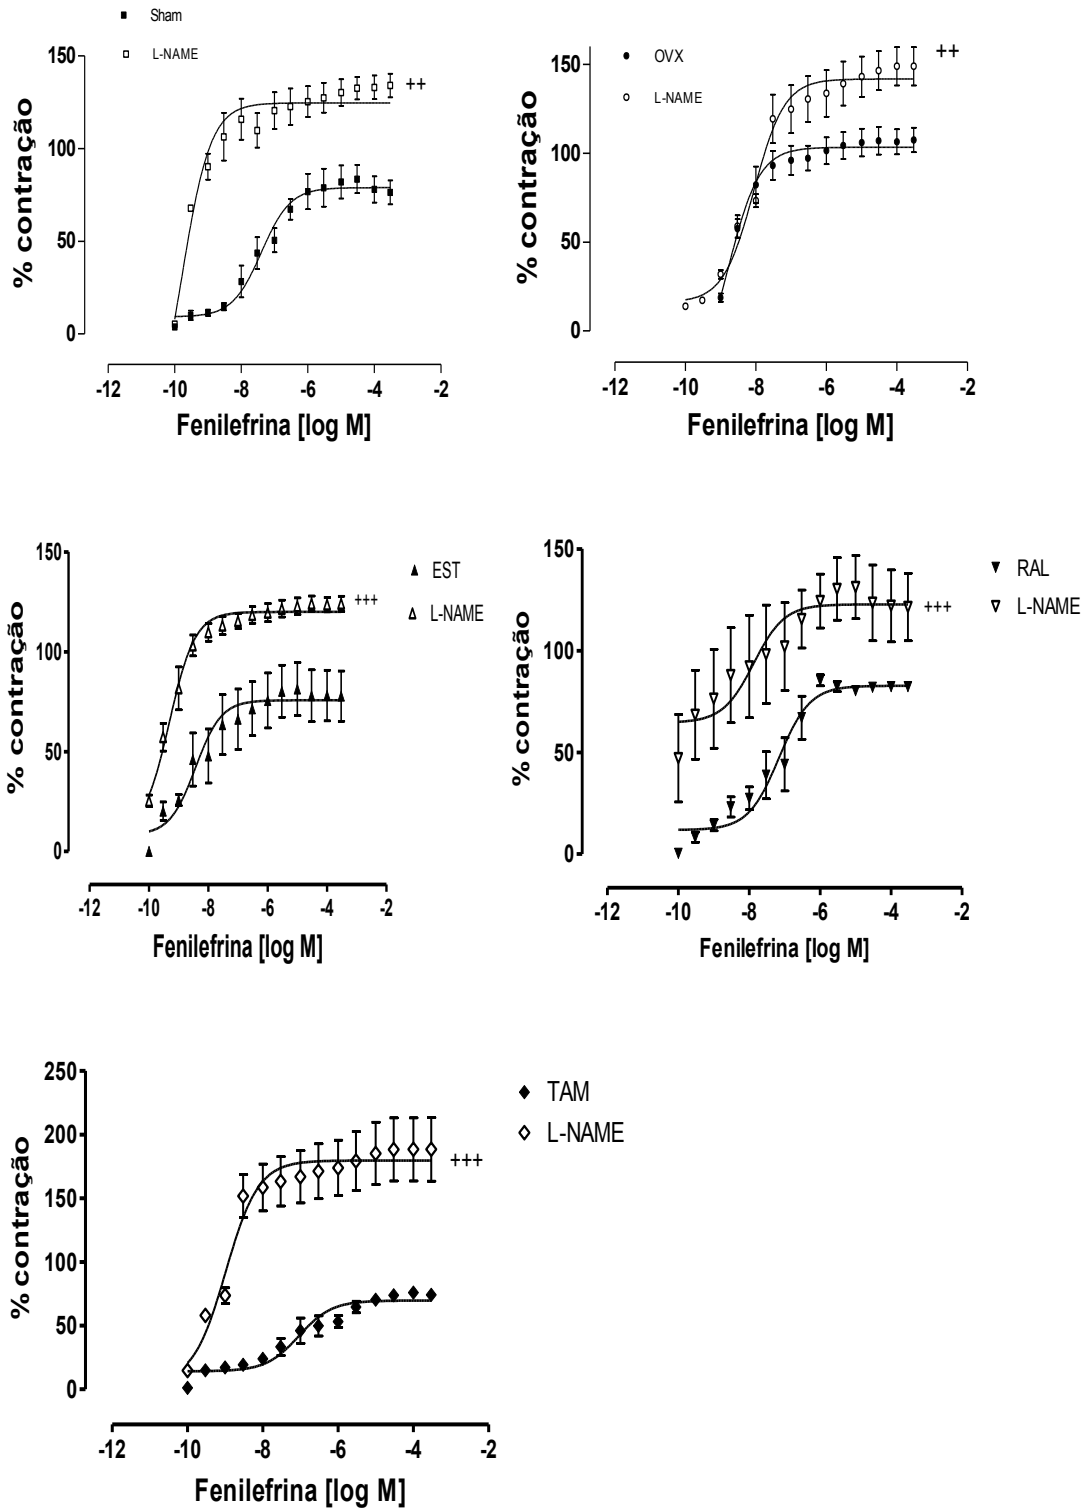 Sham
L-NAME
++
150
100
50
0
% contração
-12 -10 -8 -6 -4 -2
Fenilefrina [log M]
OVX
L-NAME
++
150
100
50
0
% contração
-12 -10 -8 -6 -4 -2
Fenilefrina [log M]
EST
L-NAME
+++
150
100
50
0
% contração
-12 -10 -8 -6 -4 -2
Fenilefrina [log M]
RAL
L-NAME
+++
150
100
50
0
% contração
-12 -10 -8 -6 -4 -2
Fenilefrina [log M]
TAM
L-NAME
+++
250
200
150
100
50
0
% contração
-12 -10 -8 -6 -4 -2
Fenilefrina [log M]